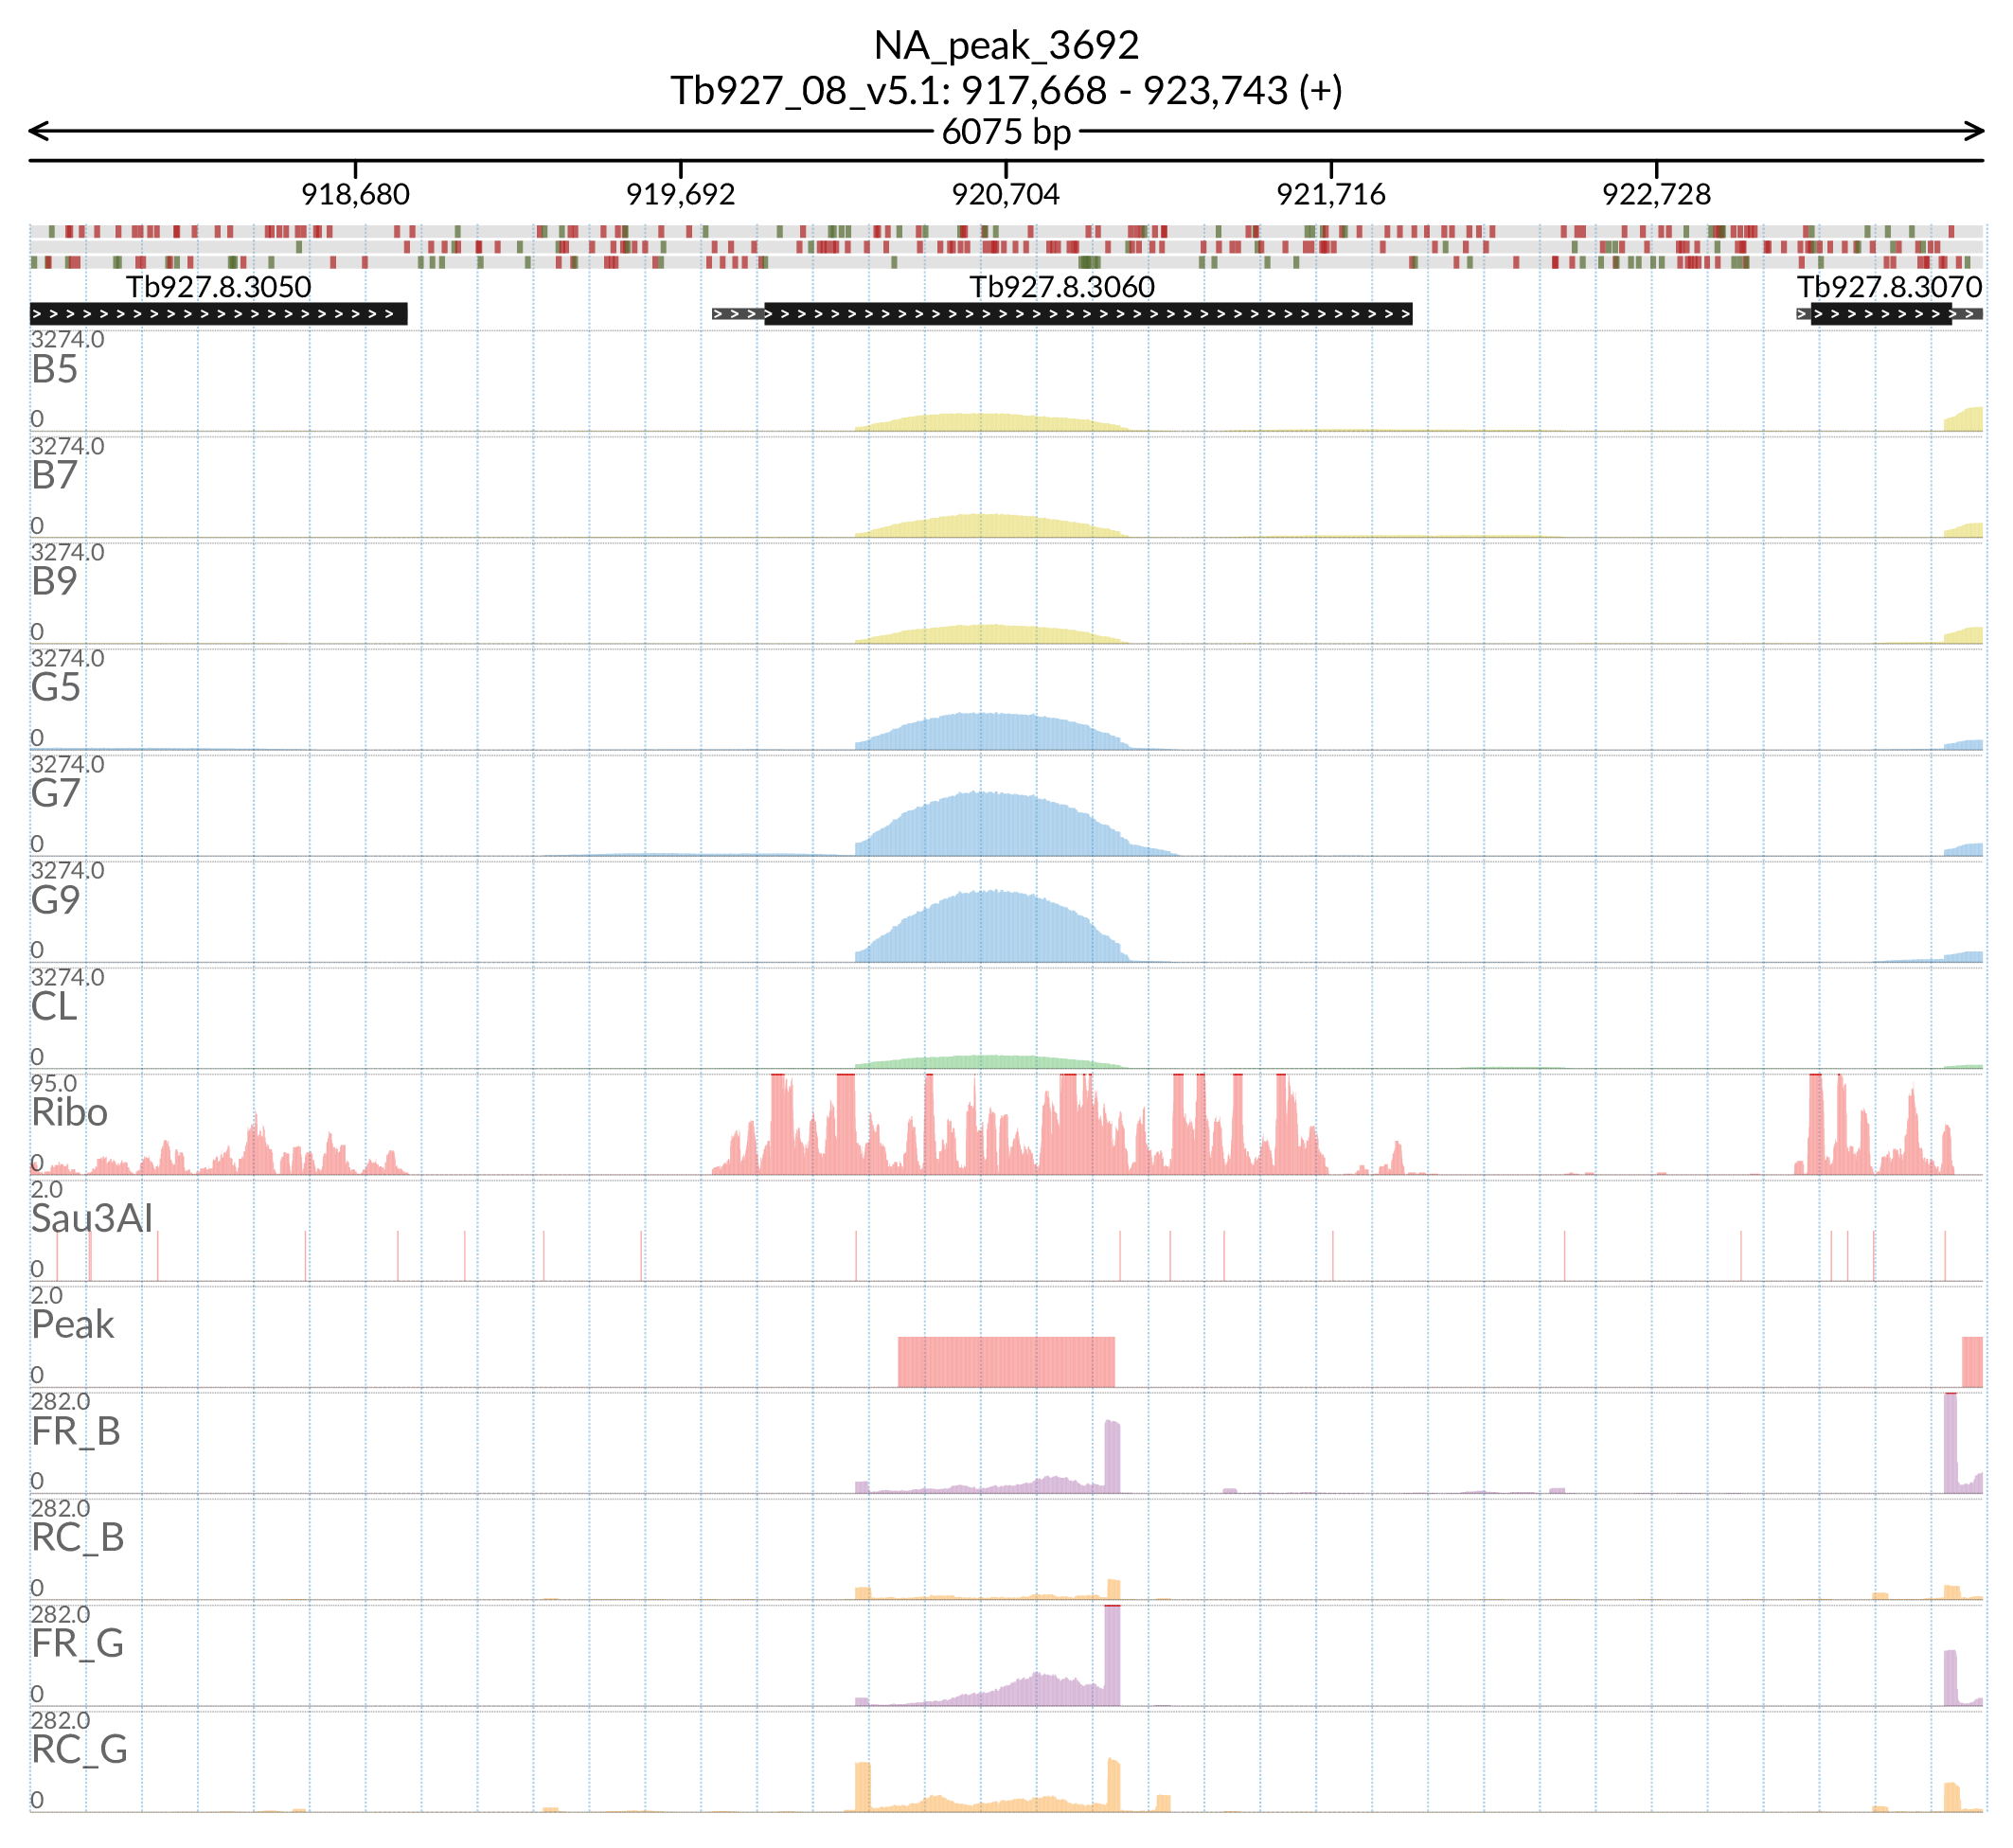 NA_peak_3692
Tb927_08_v5.1: 917,668 - 923,743 (+)
6075 bp
918,680 919,692 920,704 921,716 922,728
Tb927.8.3050 Tb927.8.3060 Tb927.8.3070
3274.0
B5
0
3274.0
B7
0
3274.0
B9
0
3274.0
G5
0
3274.0
G7
0
3274.0
G9
0
3274.0
CL
0
95.0
Ribo
0
2.0
Sau3AI
0
2.0
Peak
0
282.0
FR_B
0
282.0
RC_B
0
282.0
FR_G
0
282.0
RC_G
0